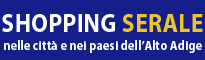 SHOPPING SERALE
nelle città e nei paesi dell'Alto Adige